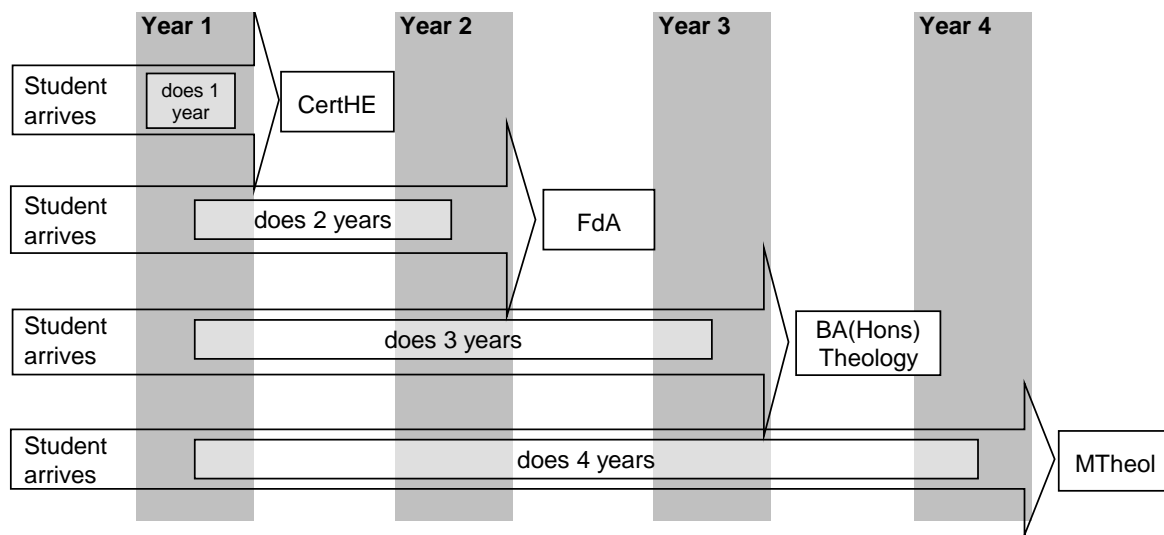 Year 1
Year 2
Year 3
Year 4
Student
arrives
does 1
year
CertHE
Student
arrives
does 2 years
FdA
Student
arrives
does 3 years
BA(Hons)
Theology
Student
arrives
does 4 years
MTheol